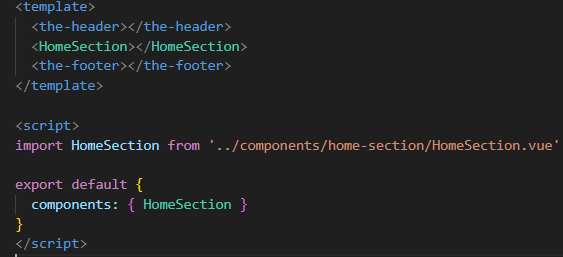 <template>
<the-header></the-header>
<HomeSection></HomeSection>
<the-footer></the-footer>
</template>
<script>
import HomeSection from '../components/home-section/HomeSection.vue'
export default {
components: { HomeSection }
}
</script>